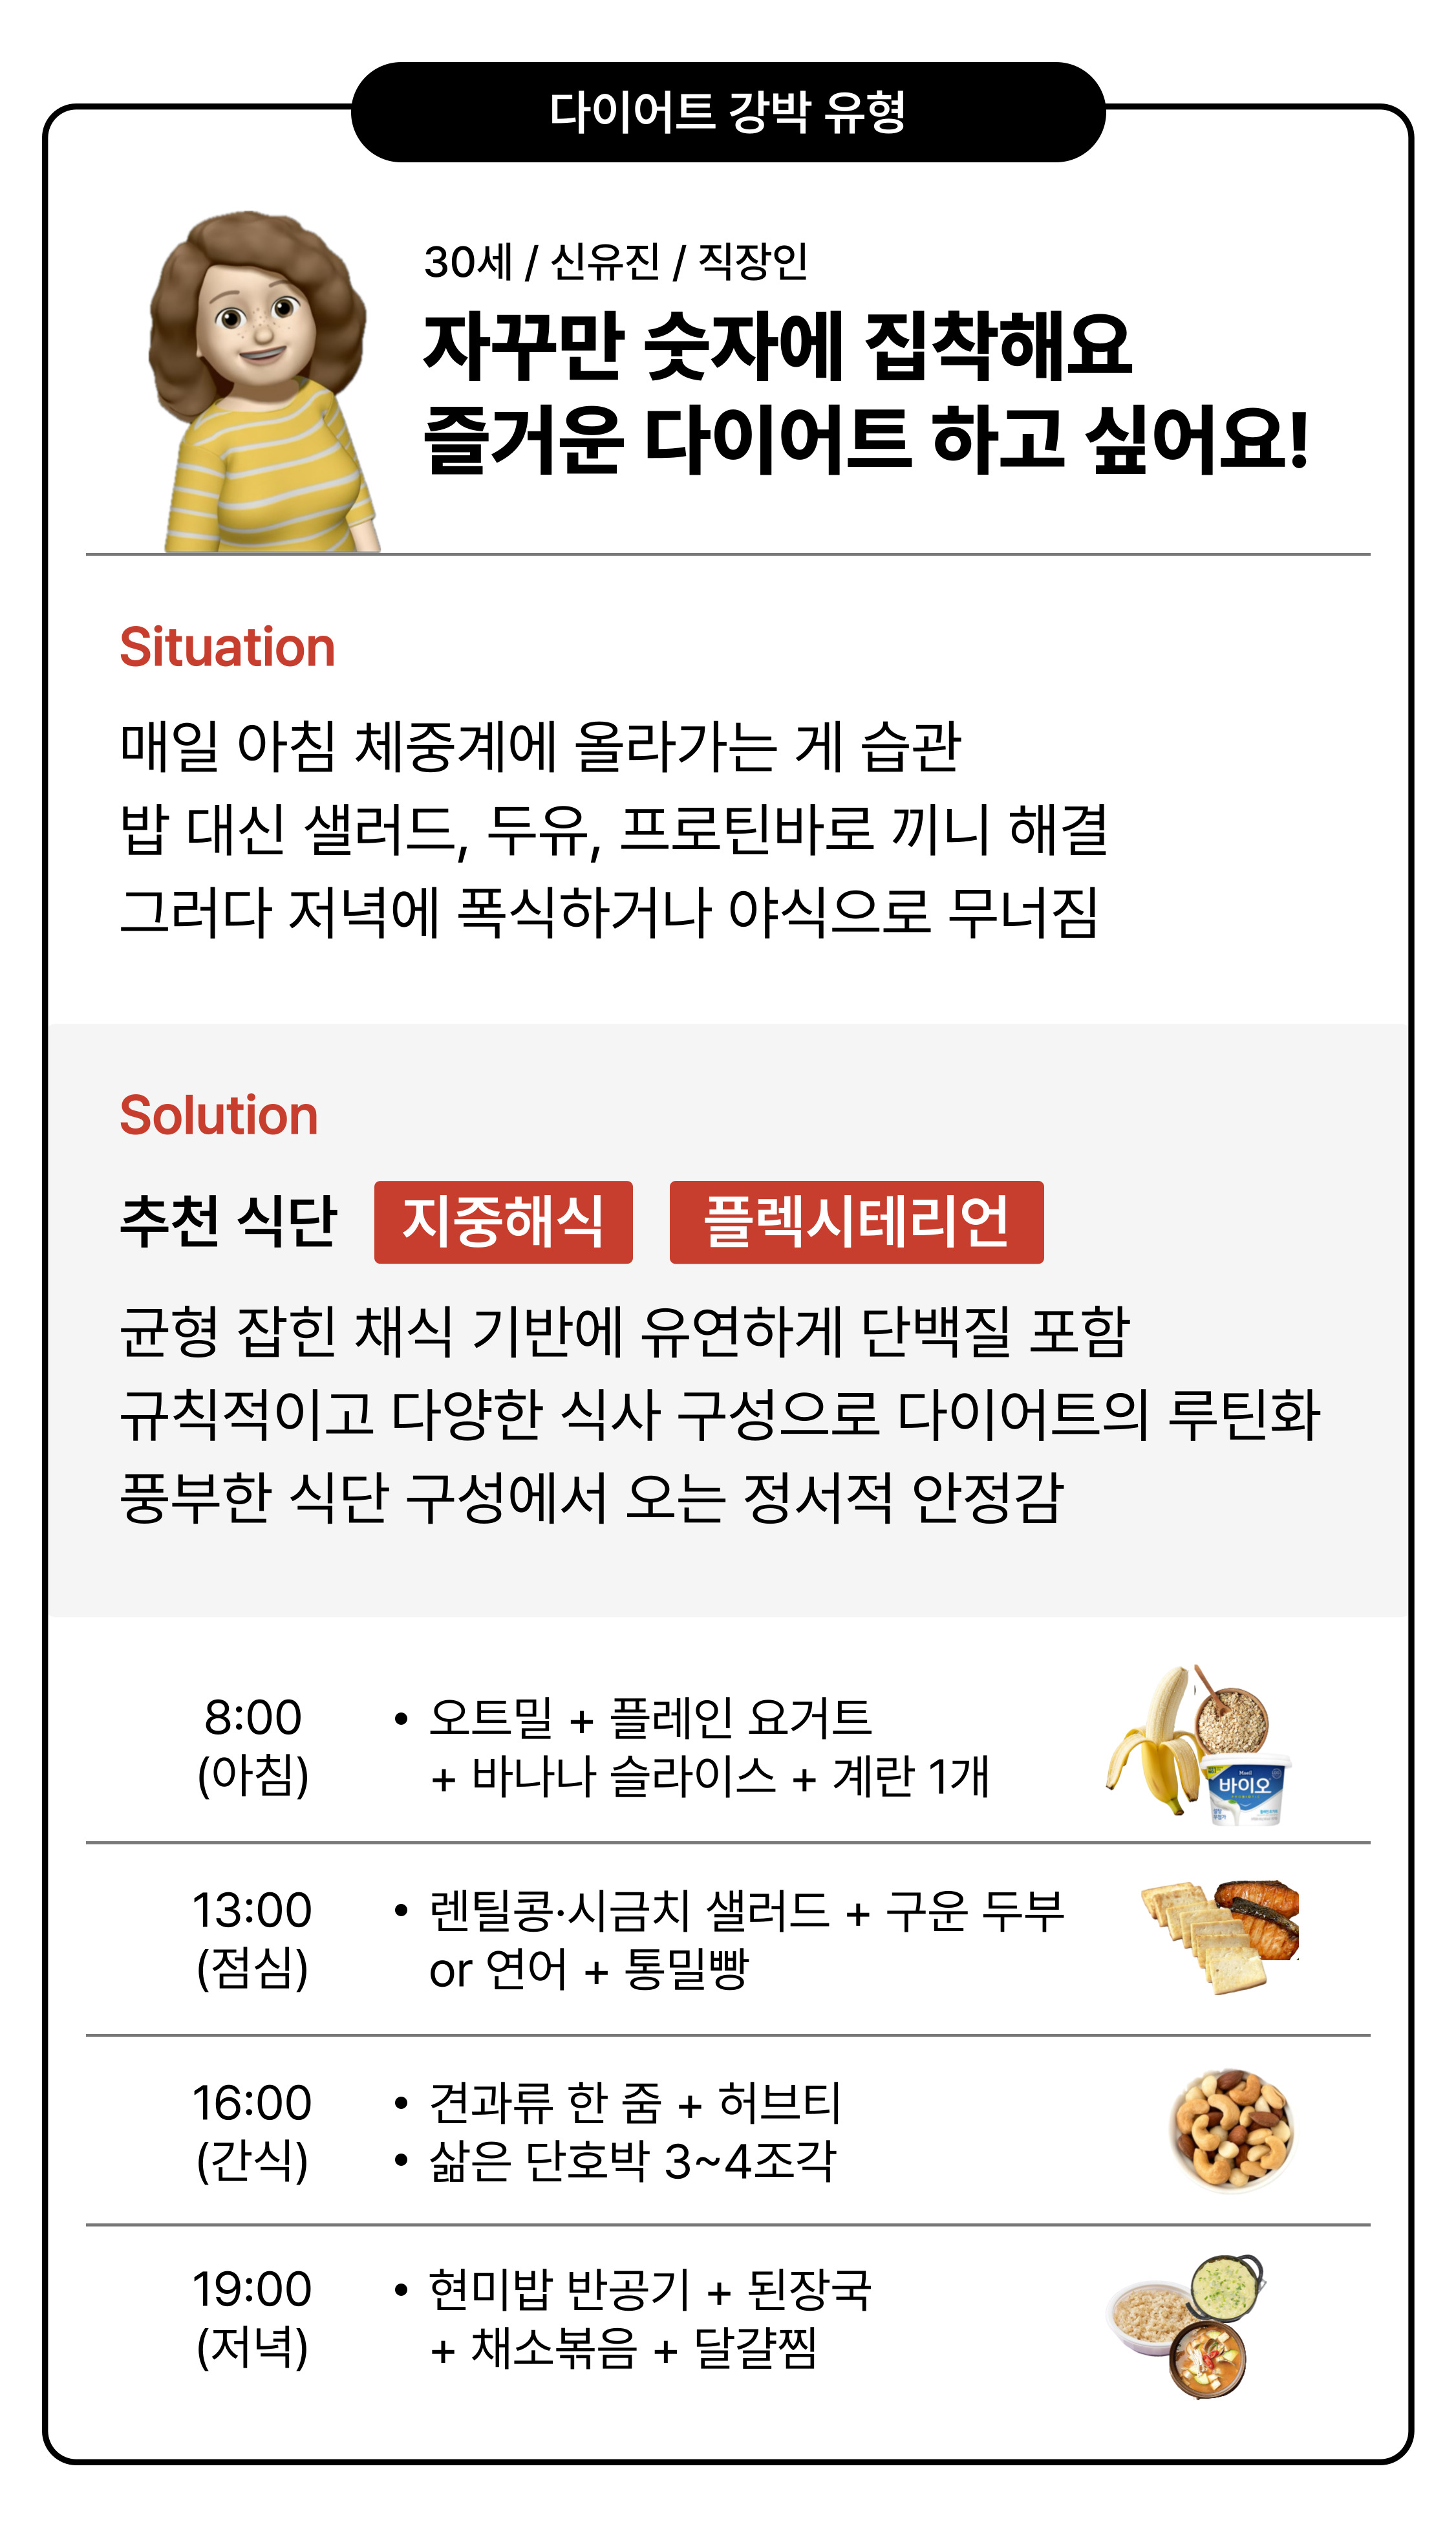 다이어트 강박 유형
30세 / 신유진 / 직장인
자꾸만 숫자에 집착해요
즐거운 다이어트 하고 싶어요!
Situation
매일 아침 체중계에 올라가는 게 습관
밥 대신 샐러드, 두유, 프로틴바로 끼니 해결
그러다 저녁에 폭식하거나 야식으로 무너짐
Solution
추천 식단 지중해식 플렉시테리언
균형 잡힌 채식 기반에 유연하게 단백질 포함
규칙적이고 다양한 식사 구성으로 다이어트의 루틴화
풍부한 식단 구성에서 오는 정서적 안정감
8:00
(아침)
• 오트밀 + 플레인 요거트
+ 바나나 슬라이스 + 계란 1개
Maeil
바이오
13:00
(점심)
• 렌틸콩·시금치 샐러드 + 구운 두부
or 연어 + 통밀빵
16:00
(간식)
• 견과류 한 줌 + 허브티
• 삶은 단호박 3~4조각
19:00
(저녁)
• 현미밥 반공기 + 된장국
+ 채소볶음 + 달걀찜